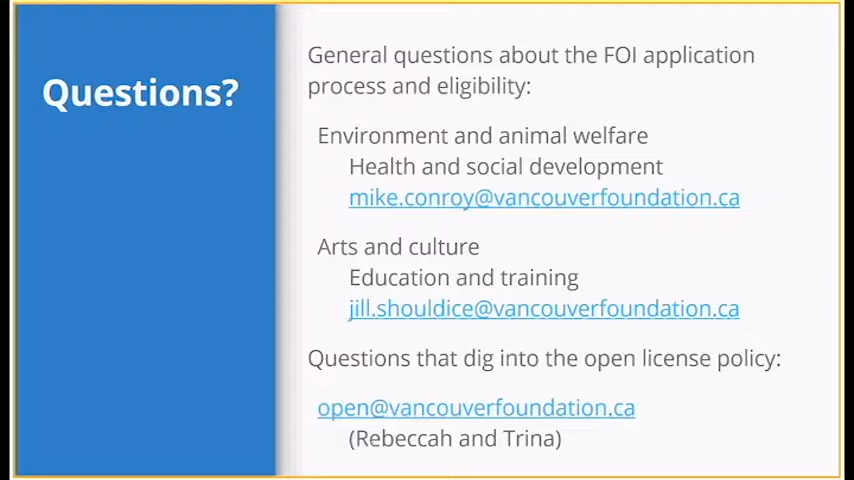 Questions?
General questions about the FOI application
process and eligibility:
Environment and animal welfare
Health and social development
mike.conroy@vancouverfoundation.ca
Arts and culture
Education and training
jill.shouldice@vancouverfoundation.ca
Questions that dig into the open license policy:
open@vancouverfoundation.ca
(Rebeccah and Trina)